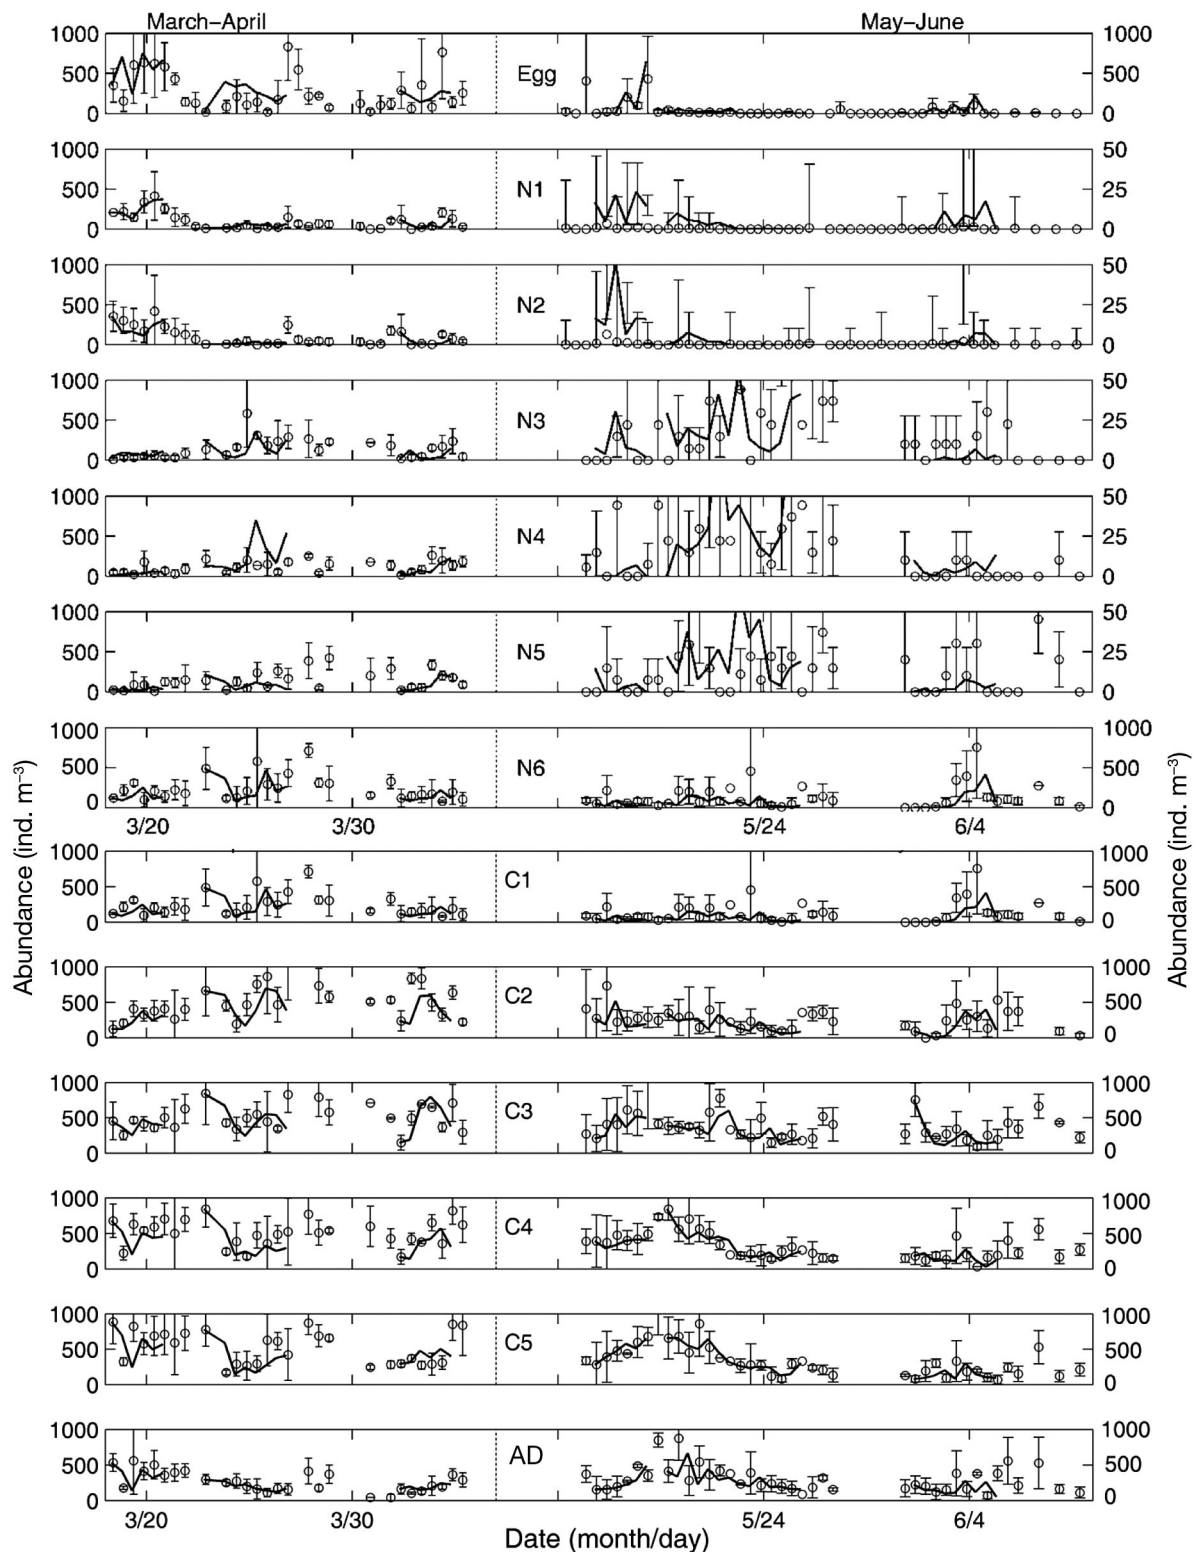 March–April May–June
1000 1000
500 Egg 500
0 0
1000 50
500 N1 25
0 0
1000 50
500 N2 25
0 0
1000 50
500 N3 25
0 0
1000 50
500 N4 25
0 0
1000 50
500 N5 25
0 0
1000 1000
500 N6 500
0 0
3/20 3/30 5/24 6/4
1000 1000
500 C1 500
0 0
1000 1000
500 C2 500
0 0
1000 1000
500 C3 500
0 0
1000 1000
500 C4 500
0 0
1000 1000
500 C5 500
0 0
1000 1000
500 AD 500
0 0
3/20 3/30 5/24 6/4
Date (month/day)
Abundance (ind. m⁻³)
Abundance (ind. m⁻³)